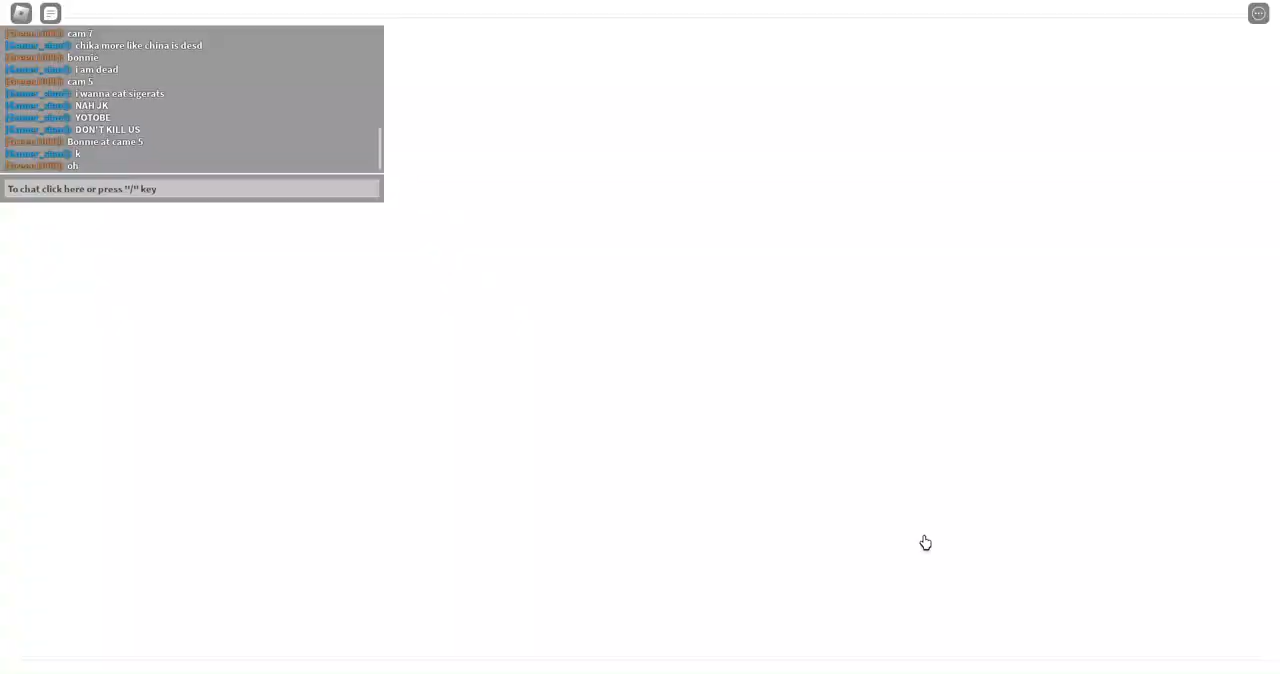 cam 7
chika more like china is desd
bonnie
i am dead
cam 5
i wanna eat sigerats
NAH JK
YOTOBE
DON'T KILL US
Bonnie at came 5
k
oh
To chat click here or press "/" key